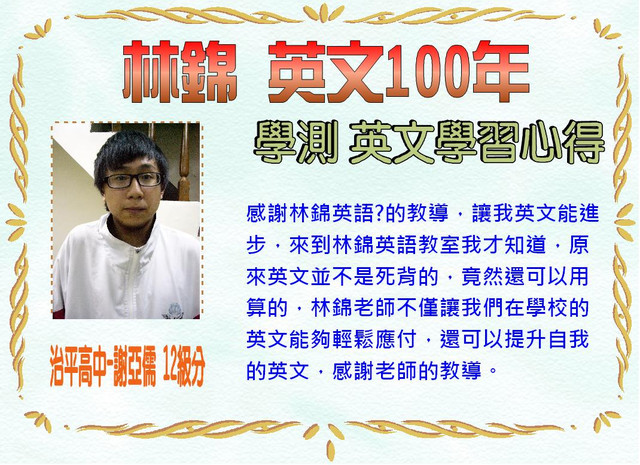 林錦 英文100年
學測 英文學習心得
感謝林錦英語?的教導，讓我英文能進
步，來到林錦英語教室我才知道，原
來英文並不是死背的，竟然還可以用
算的，林錦老師不僅讓我們在學校的
英文能夠輕鬆應付，還可以提升自我
的英文，感謝老師的教導。
治平高中-謝亞儒 12級分